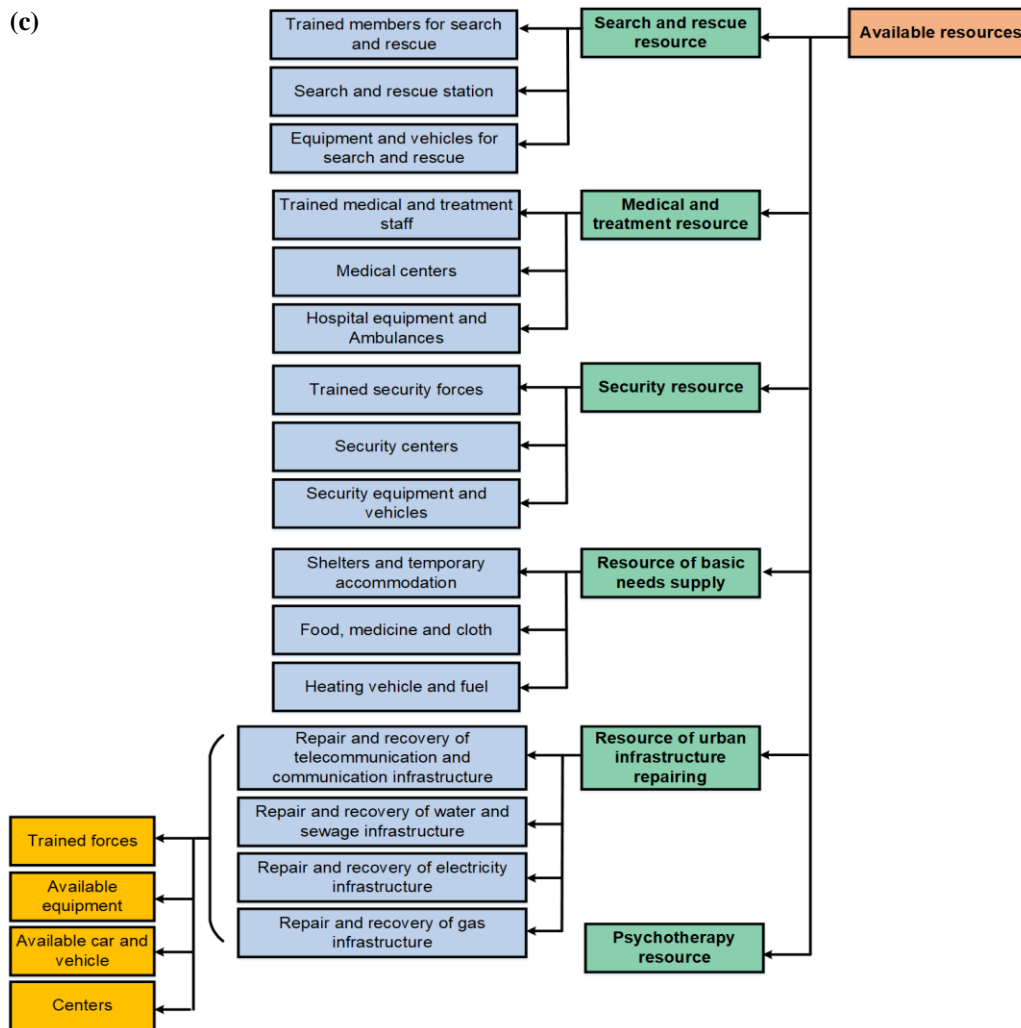 (c)
Available resources
Search and rescue
resource
Trained members for search
and rescue
Search and rescue station
Equipment and vehicles for
search and rescue
Medical and
treatment resource
Trained medical and treatment
staff
Medical centers
Hospital equipment and
Ambulances
Security resource
Trained security forces
Security centers
Security equipment and
vehicles
Resource of basic
needs supply
Shelters and temporary
accommodation
Food, medicine and cloth
Heating vehicle and fuel
Resource of urban
infrastructure
repairing
Repair and recovery of
telecommunication and
communication infrastructure
Repair and recovery of water and
sewage infrastructure
Repair and recovery of electricity
infrastructure
Repair and recovery of gas
infrastructure
Trained forces
Available
equipment
Available car and
vehicle
Centers
Psychotherapy
resource